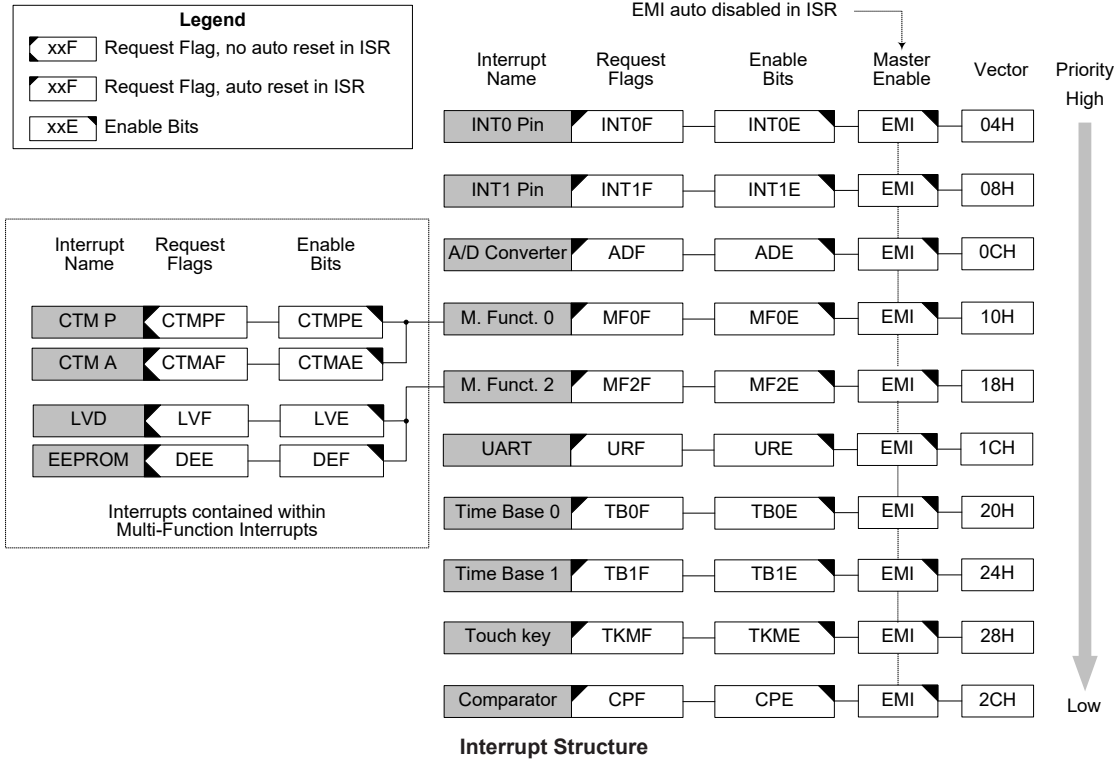 EMI auto disabled in ISR
Legend
xxF Request Flag, no auto reset in ISR
xxF Request Flag, auto reset in ISR
xxE Enable Bits
Interrupt Name Request Flags Enable Bits Master Enable Vector Priority
High
INT0 Pin INT0F INT0E EMI 04H
INT1 Pin INT1F INT1E EMI 08H
A/D Converter ADF ADE EMI 0CH
M. Funct. 0 MF0F MF0E EMI 10H
M. Funct. 2 MF2F MF2E EMI 18H
UART URF URE EMI 1CH
Time Base 0 TB0F TB0E EMI 20H
Time Base 1 TB1F TB1E EMI 24H
Touch key TKMF TKME EMI 28H
Comparator CPF CPE EMI 2CH
Low
Interrupt Name Request Flags Enable Bits
CTM P CTMPF CTMPE
CTM A CTMAF CTMAE
LVD LVF LVE
EEPROM DEE DEF
Interrupts contained within
Multi-Function Interrupts
Interrupt Structure